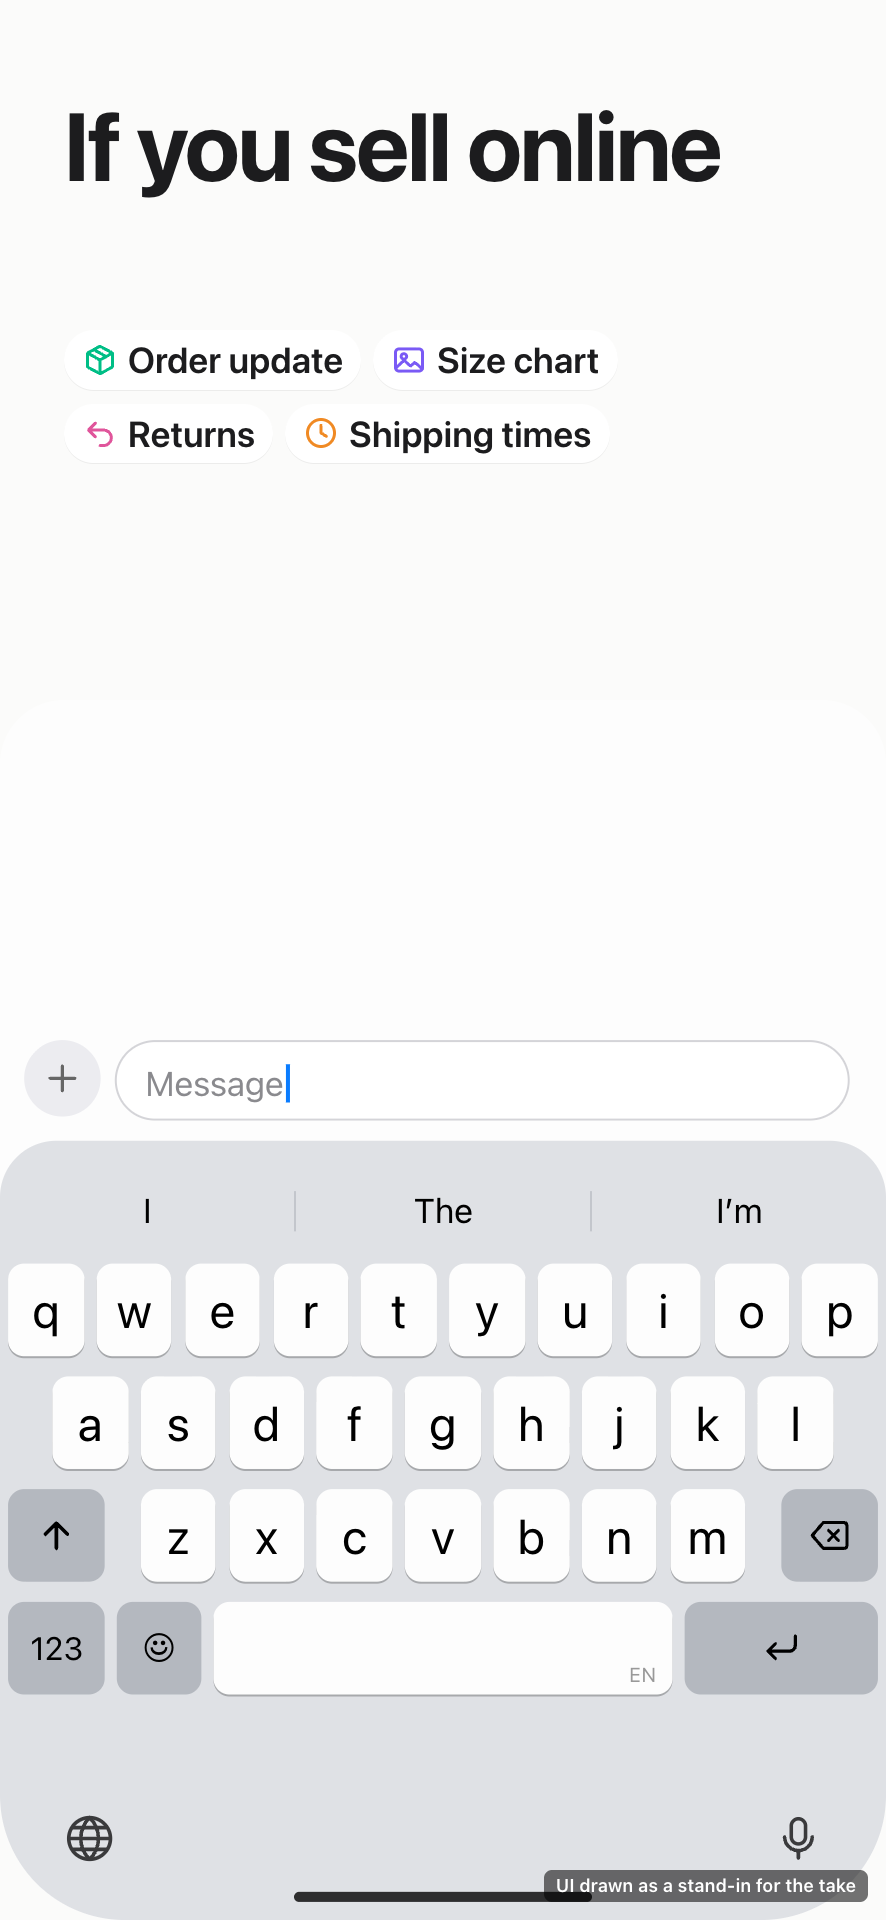 If you sell online
Order update
Size chart
Returns
Shipping times
Message
I
The
I’m
q w e r t y u i o p
a s d f g h j k l
z x c v b n m
123
EN
UI drawn as a stand-in for the take